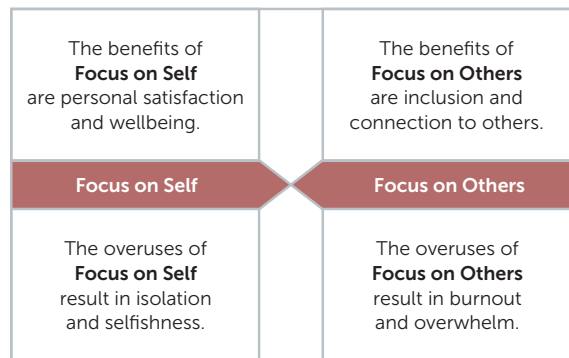 The benefits of
Focus on Self
are personal satisfaction
and wellbeing.
The benefits of
Focus on Others
are inclusion and
connection to others.
Focus on Self
Focus on Others
The overuses of
Focus on Self
result in isolation
and selfishness.
The overuses of
Focus on Others
result in burnout
and overwhelm.